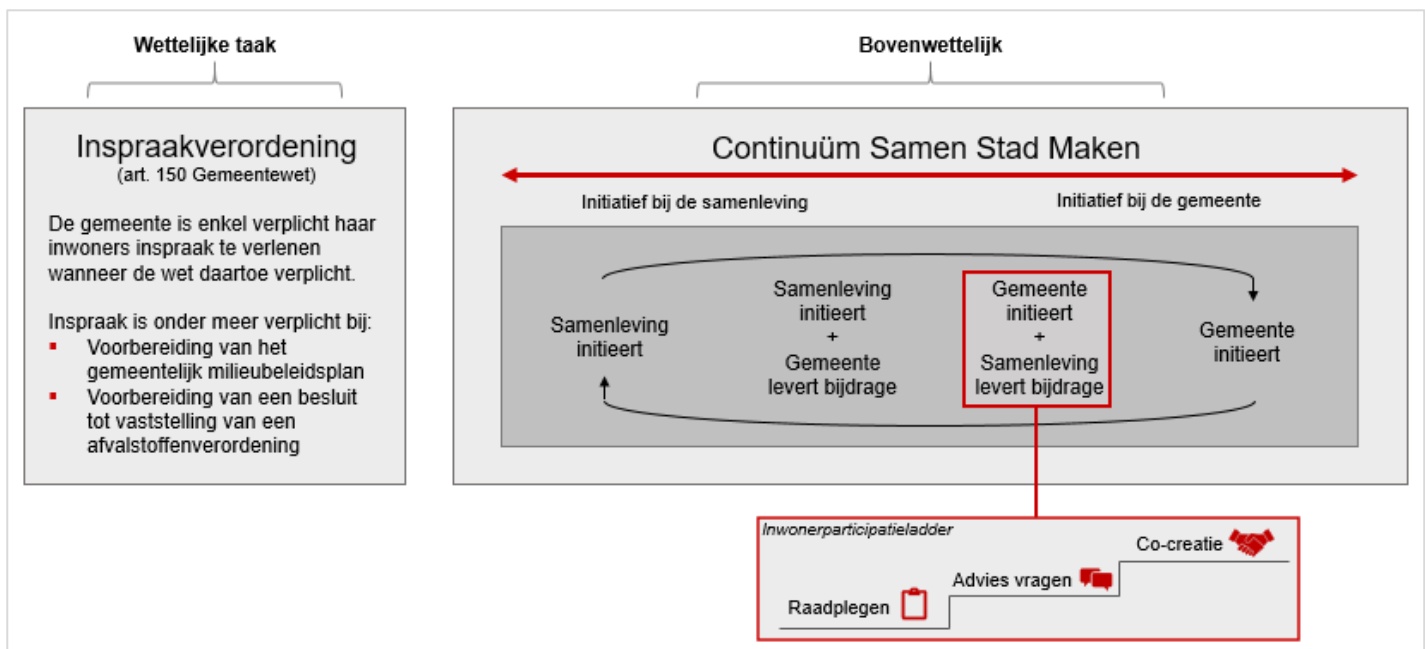 Wettelijke taak
Inspraakverordening
(art. 150 Gemeentewet)
De gemeente is enkel verplicht haar
inwoners inspraak te verlenen
wanneer de wet daartoe verplicht.
Inspraak is onder meer verplicht bij:
▪ Voorbereiding van het
gemeentelijk milieubeleidsplan
▪ Voorbereiding van een besluit
tot vaststelling van een
afvalstoffenverordening
Bovenwettelijk
Continuüm Samen Stad Maken
Initiatief bij de samenleving
Initiatief bij de gemeente
Samenleving
initieert
Samenleving
initieert
+
Gemeente
levert bijdrage
Gemeente
initieert
+
Samenleving
levert bijdrage
Gemeente
initieert
Inwonerparticipatieladder
Raadplegen
Advies vragen
Co-creatie